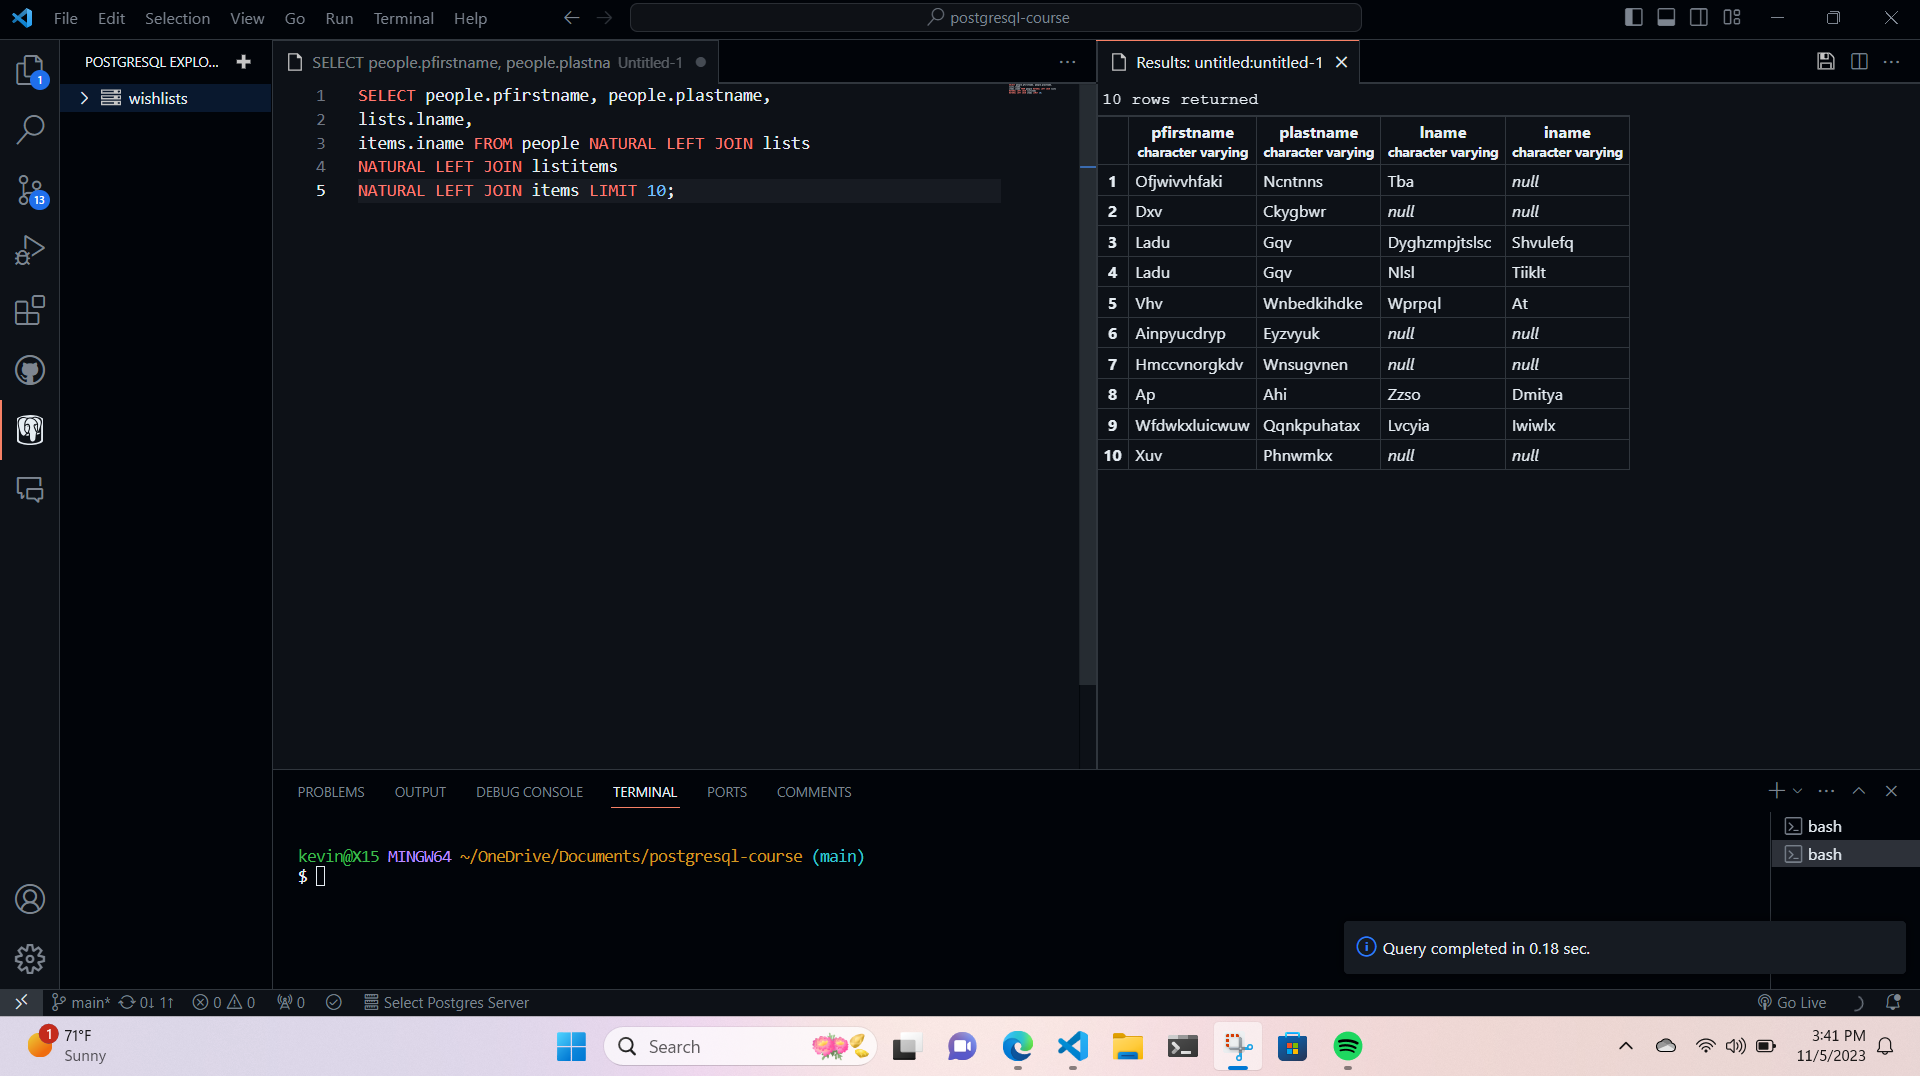 File Edit Selection View Go Run Terminal Help
postgresql-course
POSTGRESQL EXPLO...
SELECT people.pfirstname, people.plastna Untitled-1
Results: untitled:untitled-1
1
wishlists
13
1 SELECT people.pfirstname, people.plastname,
2 lists.lname,
3 items.iname FROM people NATURAL LEFT JOIN lists
4 NATURAL LEFT JOIN listitems
5 NATURAL LEFT JOIN items LIMIT 10;
10 rows returned
pfirstname plastname lname iname
character varying character varying character varying character varying
1 Ofjwivvhfaki Ncntnns Tba null
2 Dxv Ckygbwr null null
3 Ladu Gqv Dyghzmpjtslsc Shvulefq
4 Ladu Gqv Nlsl Tiiklt
5 Vhv Wnbedkihdke Wprpql At
6 Ainpyucdryp Eyzvyuk null null
7 Hmccvnorgkdv Wnsugvnen null null
8 Ap Ahi Zzso Dmitya
9 Wfdwkxluicwuw Qqnkpuhatax Lvcyia Iwiwlx
10 Xuv Phnwmkx null null
PROBLEMS OUTPUT DEBUG CONSOLE TERMINAL PORTS COMMENTS
kevin@X15 MINGW64 ~/OneDrive/Documents/postgresql-course (main)
$
bash
bash
Query completed in 0.18 sec.
main* 0↓ 1↑ 0 0 0 Select Postgres Server
Go Live
1
71°F
Sunny
Search
3:41 PM
11/5/2023